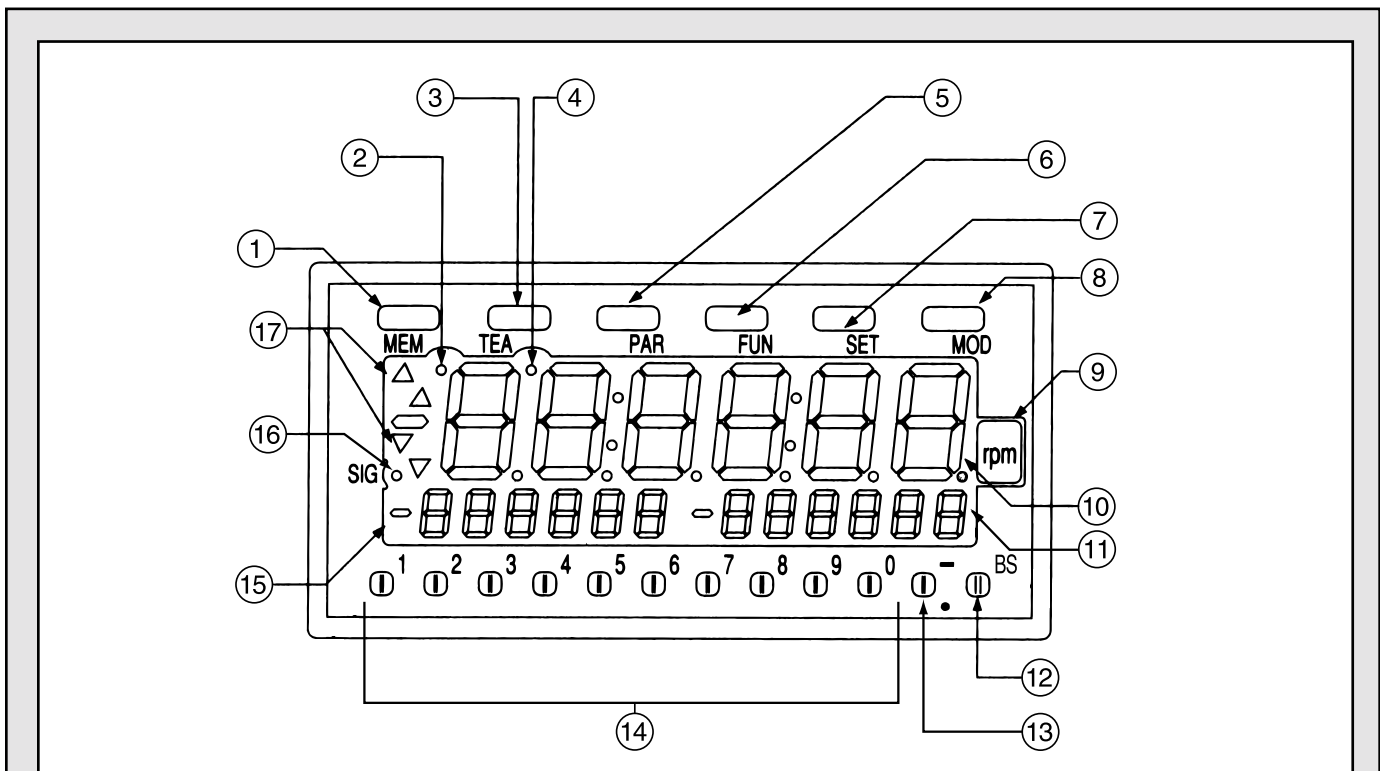 ③ ④ ⑤
② ⑥
⑦
① ⑧
MEM TEA PAR FUN SET MOD
⑰ ⑨
⑯ SIG rpm
⑩
⑪
⑮ 1 2 3 4 5 6 7 8 9 0 - BS
⑫
⑭ ⑬